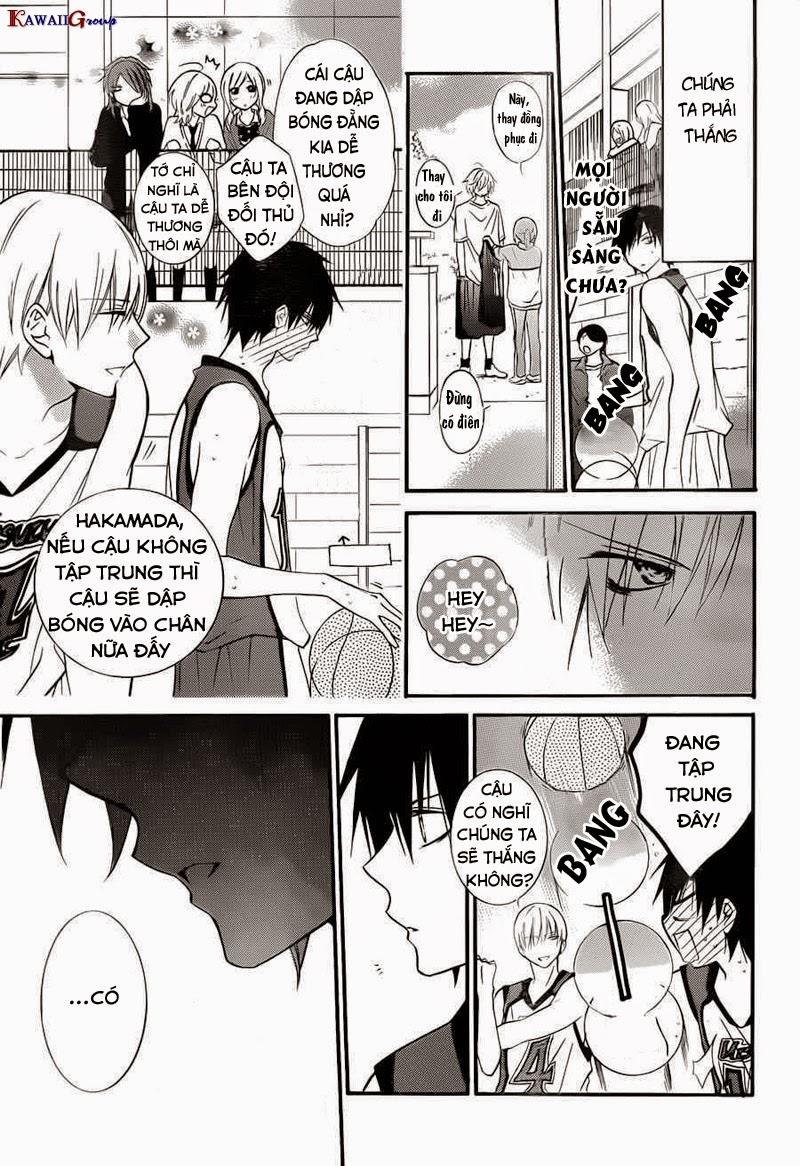 KAWAIIGROUP
CHÚNG
TA PHẢI
THẮNG
MỌI
NGƯỜI
SẴN
SÀNG
CHƯA?
BANG
BANG
Này,
thay đồng
phục đi
Thay
cho tôi
đi
Đừng
có điên
CÁI CẬU
ĐANG DẬP
BÓNG ĐẰNG
KIA DỄ
THƯƠNG
QUÁ
NHỈ?
CẬU TA
BÊN ĐỘI
ĐỐI THỦ
ĐÓ!
TỚ CHỈ
NGHĨ LÀ
CẬU TA DỄ
THƯƠNG
THÔI MÀ
HAKAMADA,
NẾU CẬU KHÔNG
TẬP TRUNG THÌ
CẬU SẼ DẬP
BÓNG VÀO CHÂN
NỮA ĐẤY
HEY
HEY~
ĐANG
TẬP
TRUNG
ĐÂY!
BANG
CẬU
CÓ NGHĨ
CHÚNG TA
SẼ THẮNG
KHÔNG?
4
...CÓ